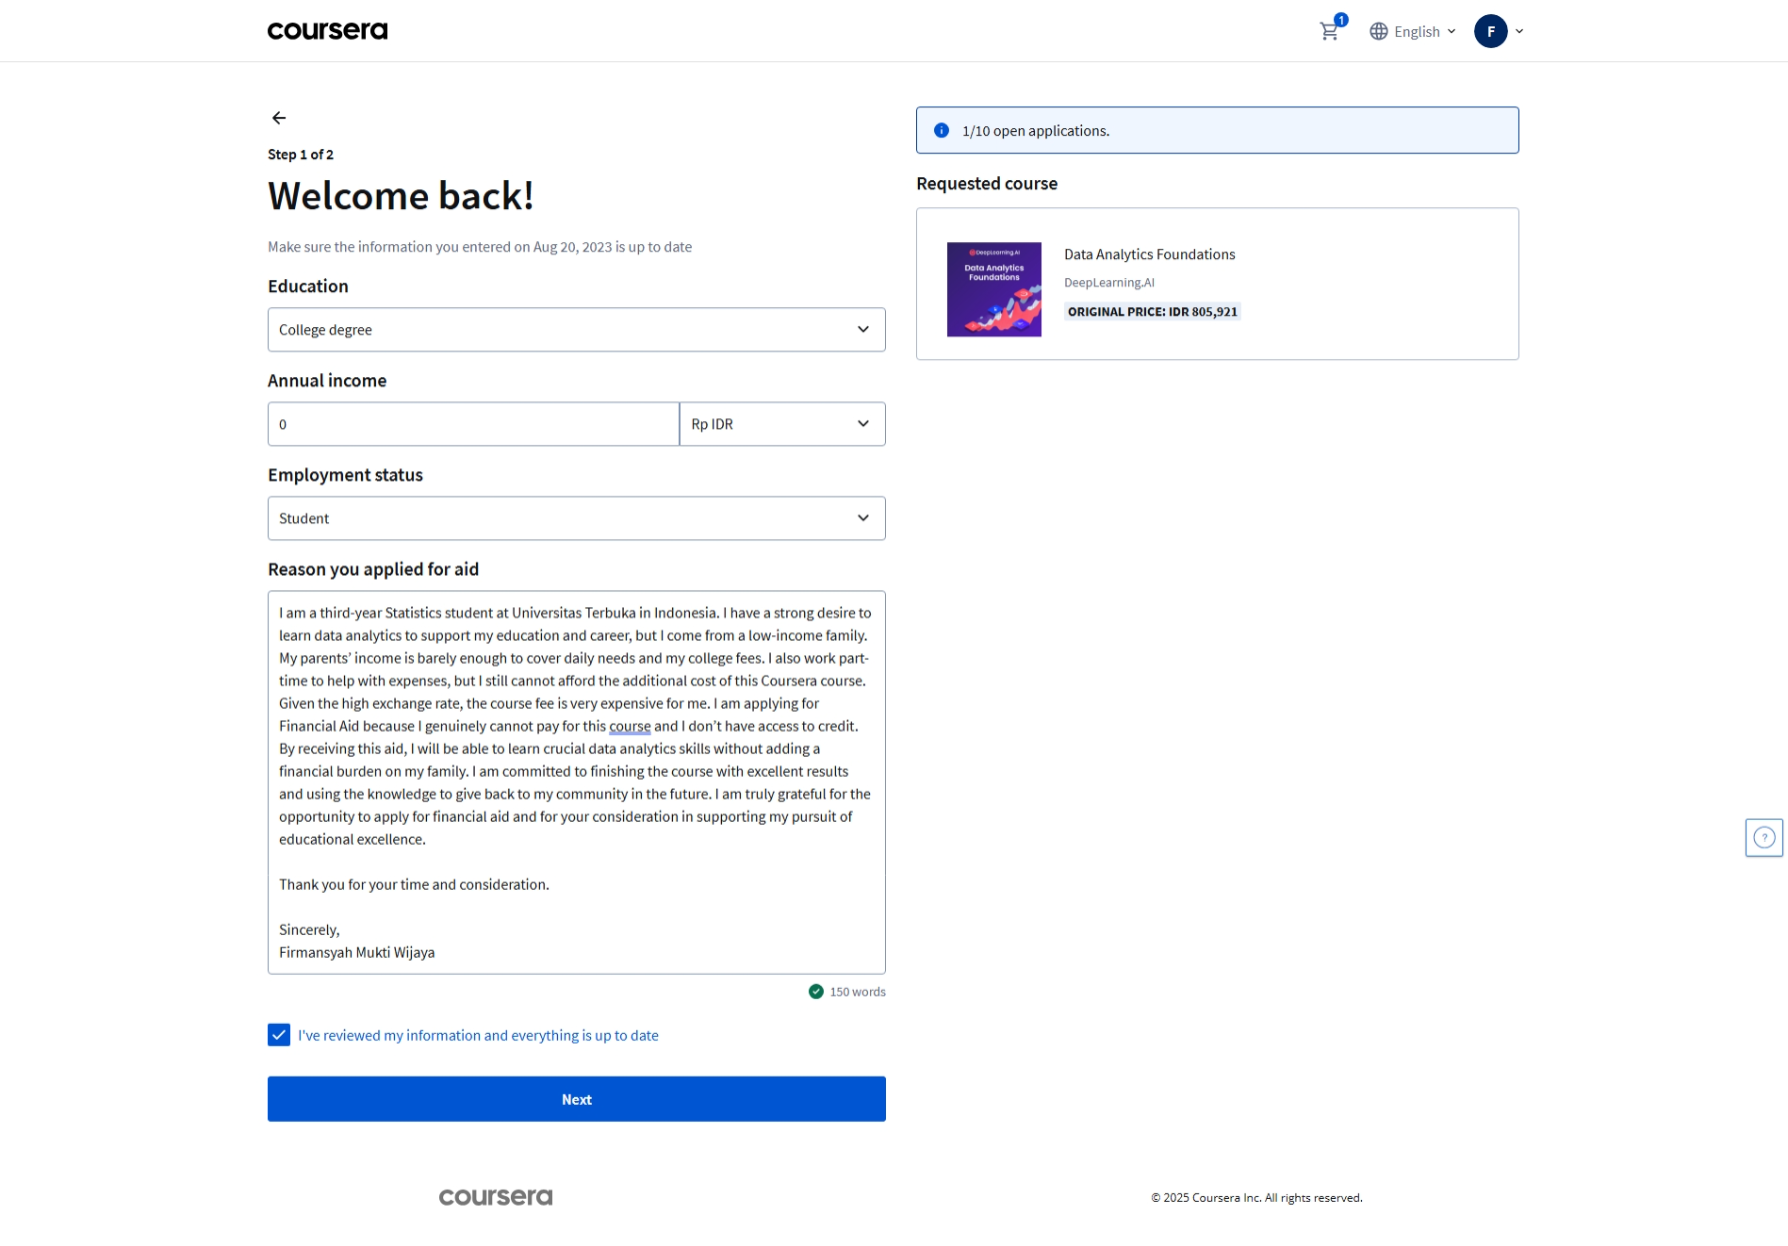 coursera
1
English
F
Step 1 of 2
Welcome back!
Make sure the information you entered on Aug 20, 2023 is up to date
Education
College degree
Annual income
0
Rp IDR
Employment status
Student
Reason you applied for aid
I am a third-year Statistics student at Universitas Terbuka in Indonesia. I have a strong desire to
learn data analytics to support my education and career, but I come from a low-income family.
My parents’ income is barely enough to cover daily needs and my college fees. I also work part-
time to help with expenses, but I still cannot afford the additional cost of this Coursera course.
Given the high exchange rate, the course fee is very expensive for me. I am applying for
Financial Aid because I genuinely cannot pay for this course and I don’t have access to credit.
By receiving this aid, I will be able to learn crucial data analytics skills without adding a
financial burden on my family. I am committed to finishing the course with excellent results
and using the knowledge to give back to my community in the future. I am truly grateful for the
opportunity to apply for financial aid and for your consideration in supporting my pursuit of
educational excellence.
Thank you for your time and consideration.
Sincerely,
Firmansyah Mukti Wijaya
150 words
I've reviewed my information and everything is up to date
Next
1/10 open applications.
Requested course
DeepLearning.AI
Data Analytics
Foundations
Data Analytics Foundations
DeepLearning.AI
ORIGINAL PRICE: IDR 805,921
?
coursera
© 2025 Coursera Inc. All rights reserved.